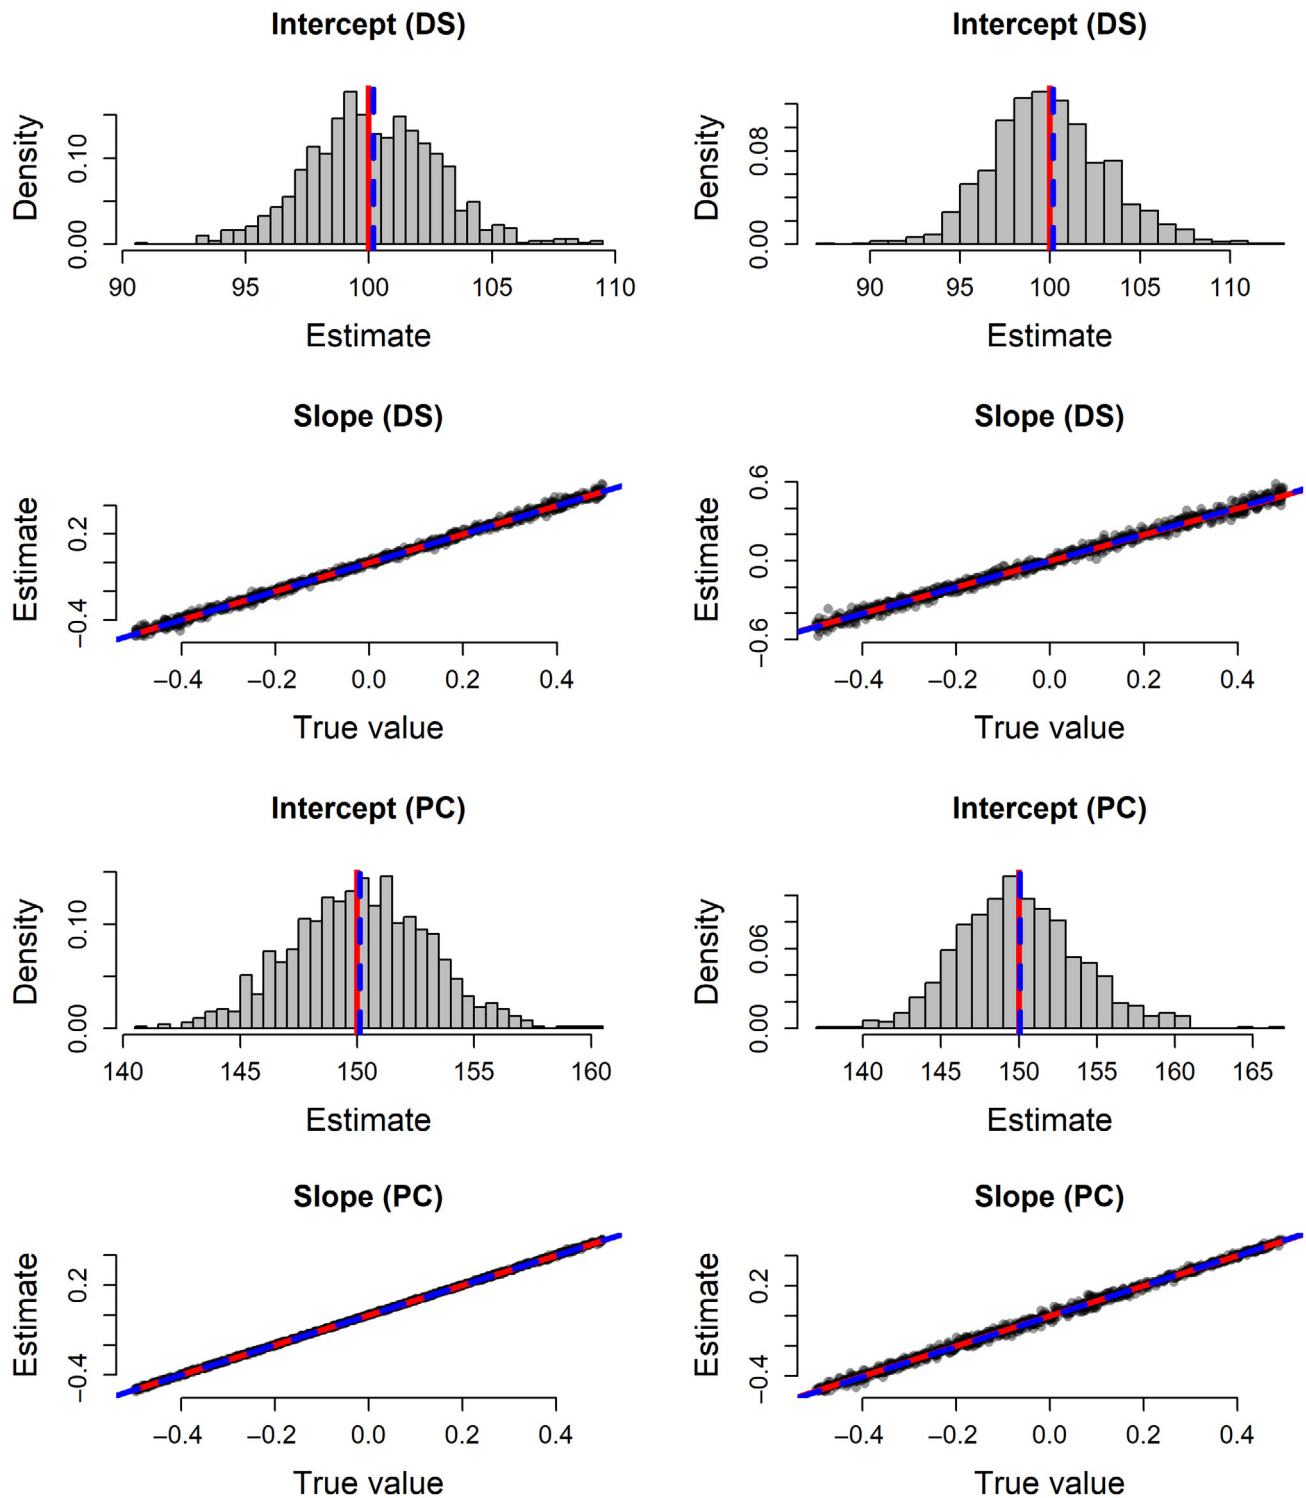 Intercept (DS)
Density
0.00 0.10
90 95 100 105 110
Estimate
Intercept (DS)
Density
0.00 0.08
90 95 100 105 110
Estimate
Slope (DS)
Estimate
−0.4 0.2
−0.4 −0.2 0.0 0.2 0.4
True value
Slope (DS)
Estimate
−0.6 0.0 0.6
−0.4 −0.2 0.0 0.2 0.4
True value
Intercept (PC)
Density
0.00 0.10
140 145 150 155 160
Estimate
Intercept (PC)
Density
0.00 0.06
140 145 150 155 160 165
Estimate
Slope (PC)
Estimate
−0.4 0.2
−0.4 −0.2 0.0 0.2 0.4
True value
Slope (PC)
Estimate
−0.4 0.2
−0.4 −0.2 0.0 0.2 0.4
True value